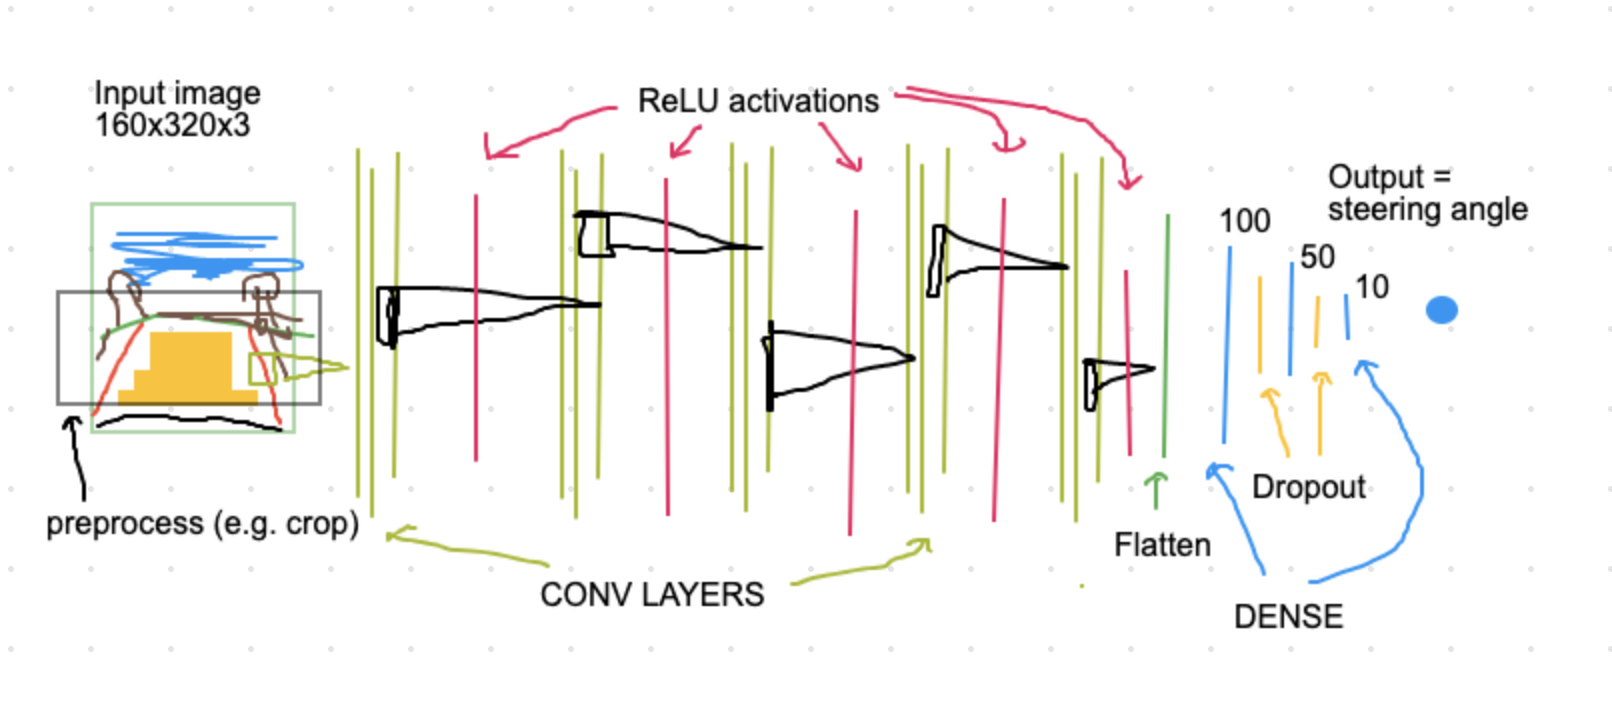 Input image
160x320x3
ReLU activations
Output =
steering angle
100
50
10
preprocess (e.g. crop)
CONV LAYERS
Flatten
Dropout
DENSE